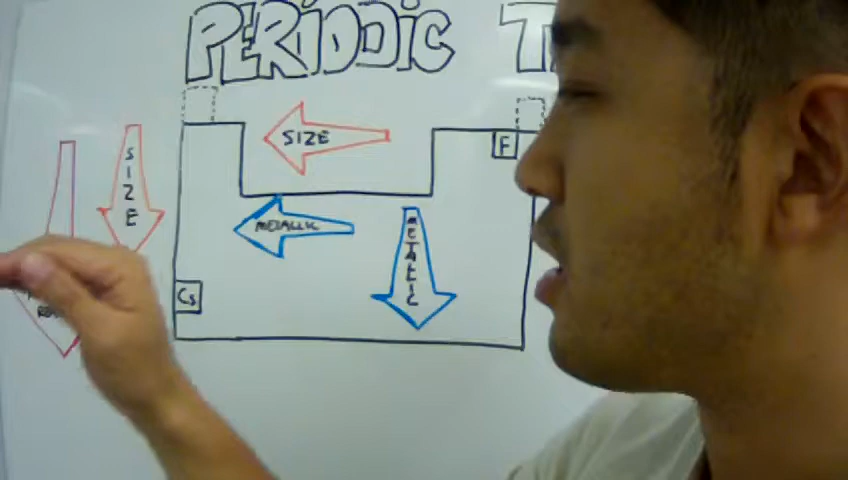 PERIODIC
SIZE
F
SIZE
METALLIC
METALLIC
Cs